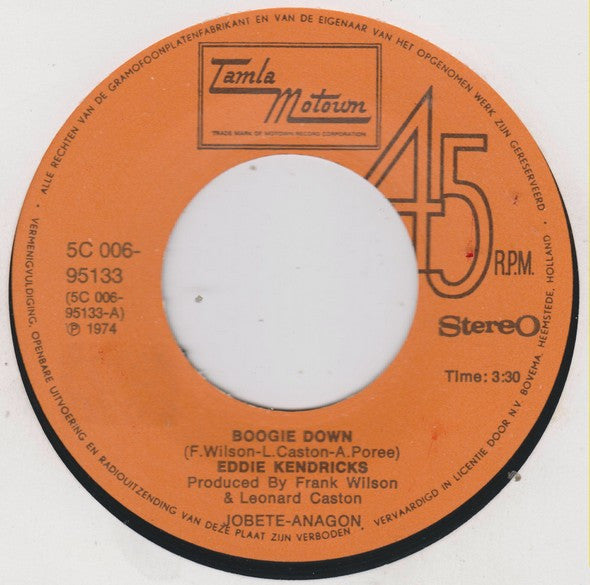 ALLE RECHTEN VAN DE GRAMOFOONPLATENFABRIKANT EN VAN DE EIGENAAR VAN HET OPGENOMEN WERK ZIJN GERESERVEERD
· VERMENIGVULDIGING, OPENBARE UITVOERING EN RADIOUITZENDING VAN DEZE PLAAT ZIJN VERBODEN · VERVAARDIGD IN LICENTIE DOOR N.V. BOVEMA, HEEMSTEDE, HOLLAND ·
Tamla
Motown
TRADE MARK OF MOTOWN RECORD CORPORATION
45
R.P.M.
5C 006-
95133
(5C 006-
95133-A)
℗ 1974
Stereo
Time: 3:30
BOOGIE DOWN
(F.Wilson-L.Caston-A.Poree)
EDDIE KENDRICKS
Produced By Frank Wilson
& Leonard Caston
JOBETE-ANAGON